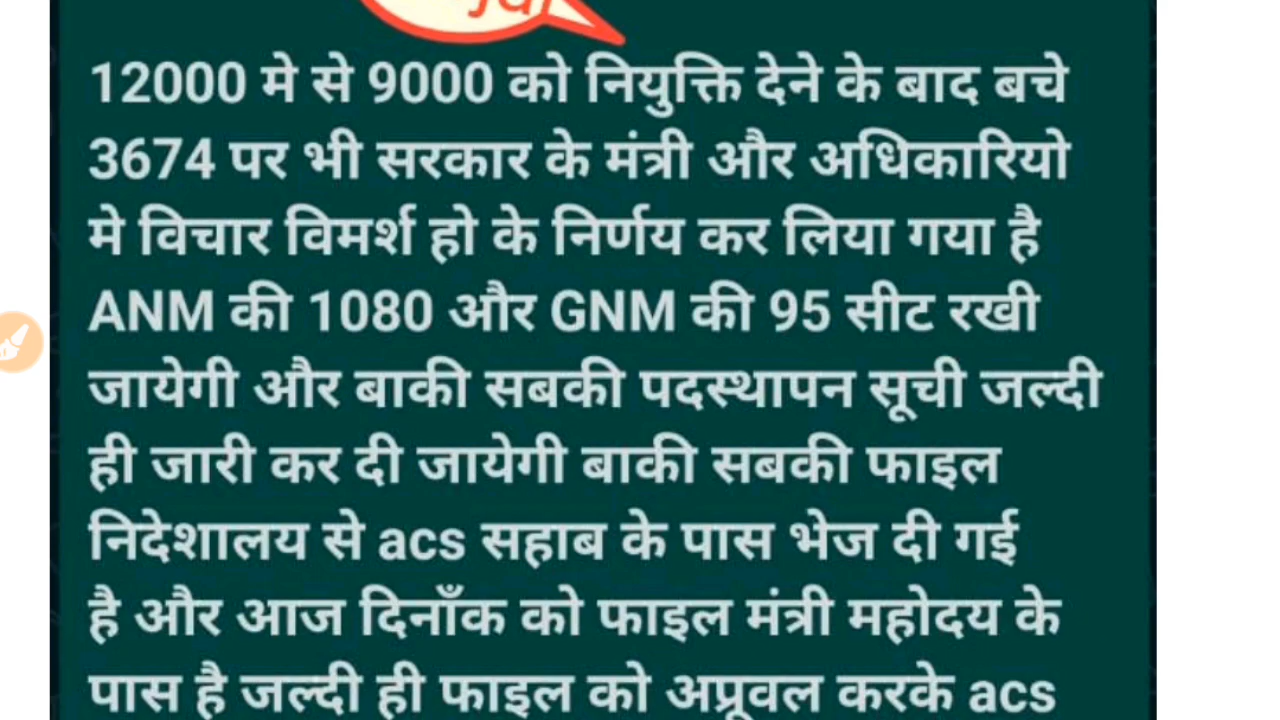 12000 मे से 9000 को नियुक्ति देने के बाद बचे
3674 पर भी सरकार के मंत्री और अधिकारियो
मे विचार विमर्श हो के निर्णय कर लिया गया है
ANM की 1080 और GNM की 95 सीट रखी
जायेगी और बाकी सबकी पदस्थापन सूची जल्दी
ही जारी कर दी जायेगी बाकी सबकी फाइल
निदेशालय से acs सहाब के पास भेज दी गई
है और आज दिनाँक को फाइल मंत्री महोदय के
पास है जल्दी ही फाइल को अप्रूवल करके acs